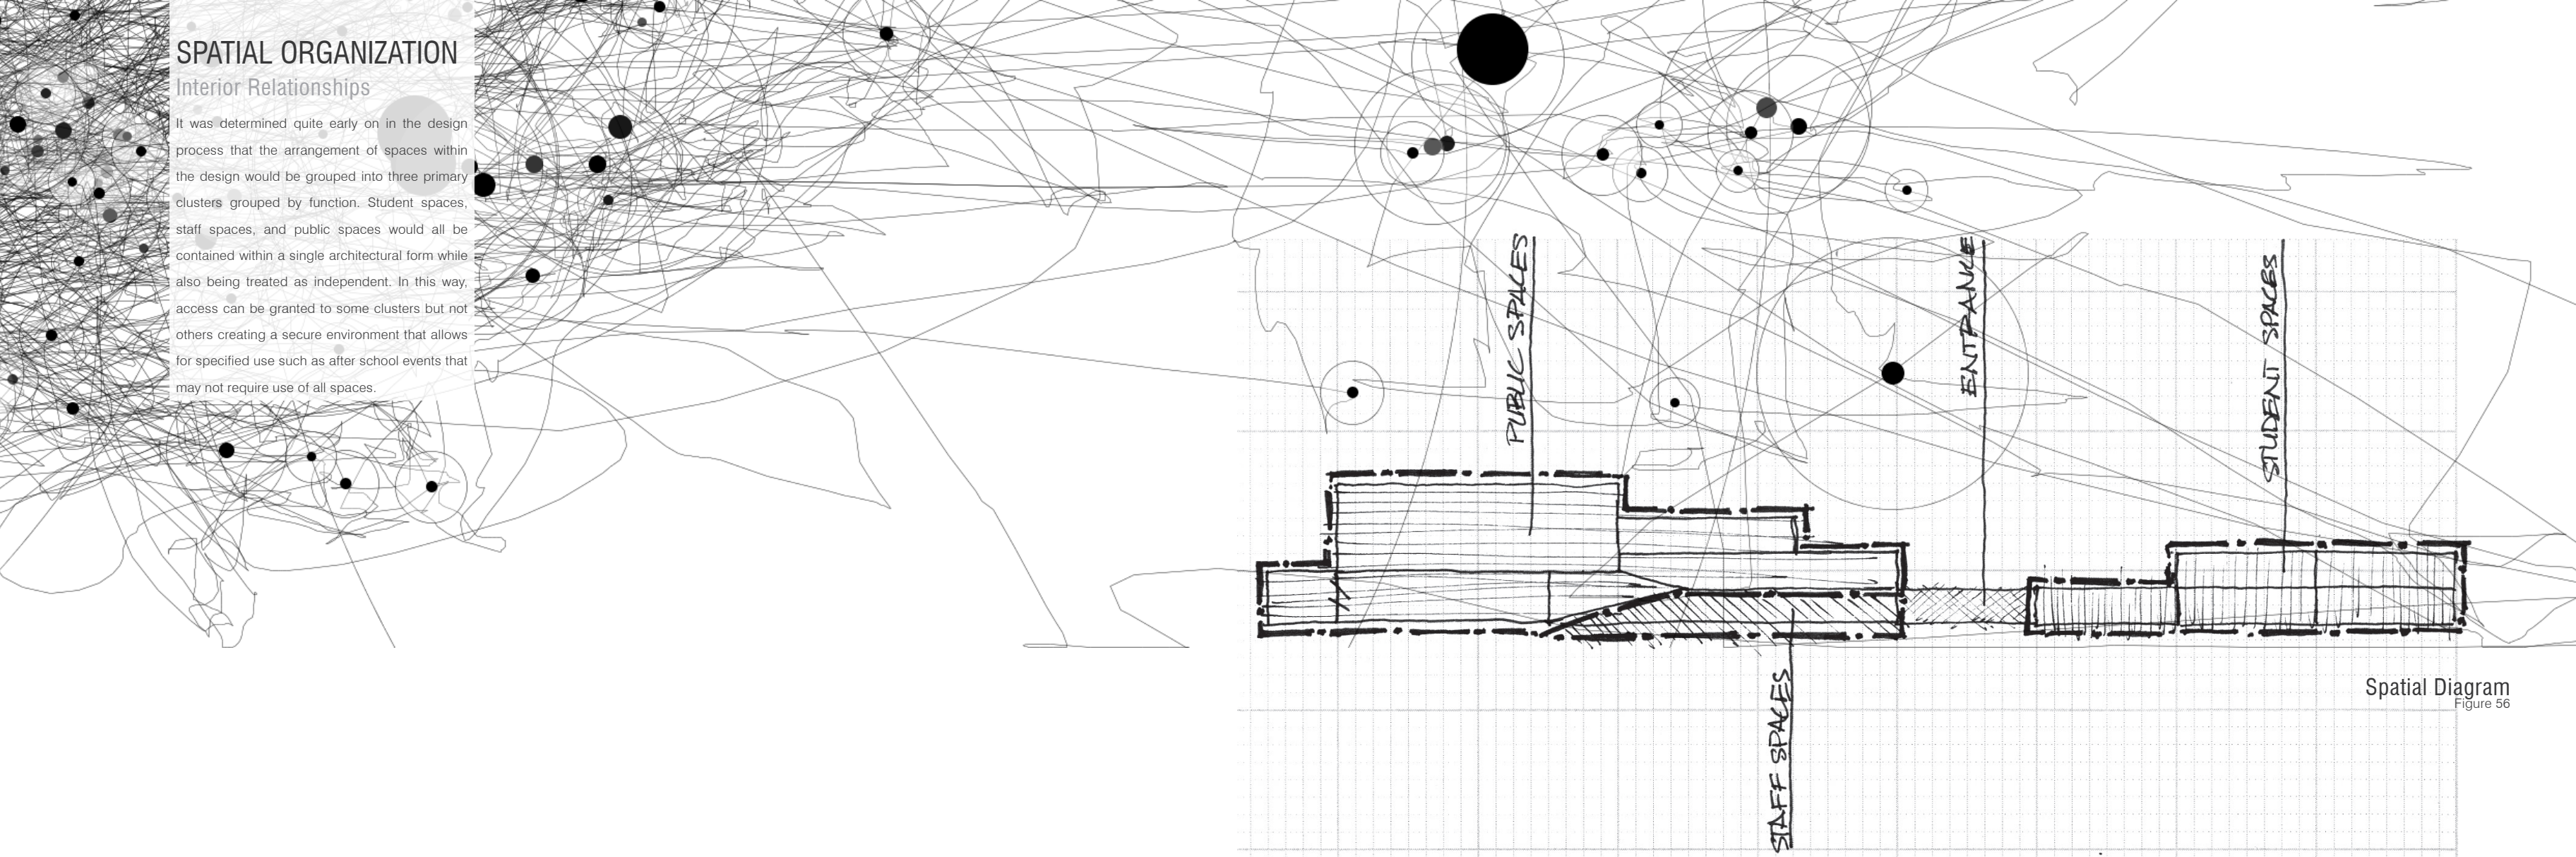 SPATIAL ORGANIZATION
Interior Relationships
It was determined quite early on in the design
process that the arrangement of spaces within
the design would be grouped into three primary
clusters grouped by function. Student spaces,
staff spaces, and public spaces would all be
contained within a single architectural form while
also being treated as independent. In this way,
access can be granted to some clusters but not
others creating a secure environment that allows
for specified use such as after school events that
may not require use of all spaces.
PUBLIC SPACES
ENTRANCE
STUDENT SPACES
STAFF SPACES
Spatial Diagram
Figure 56